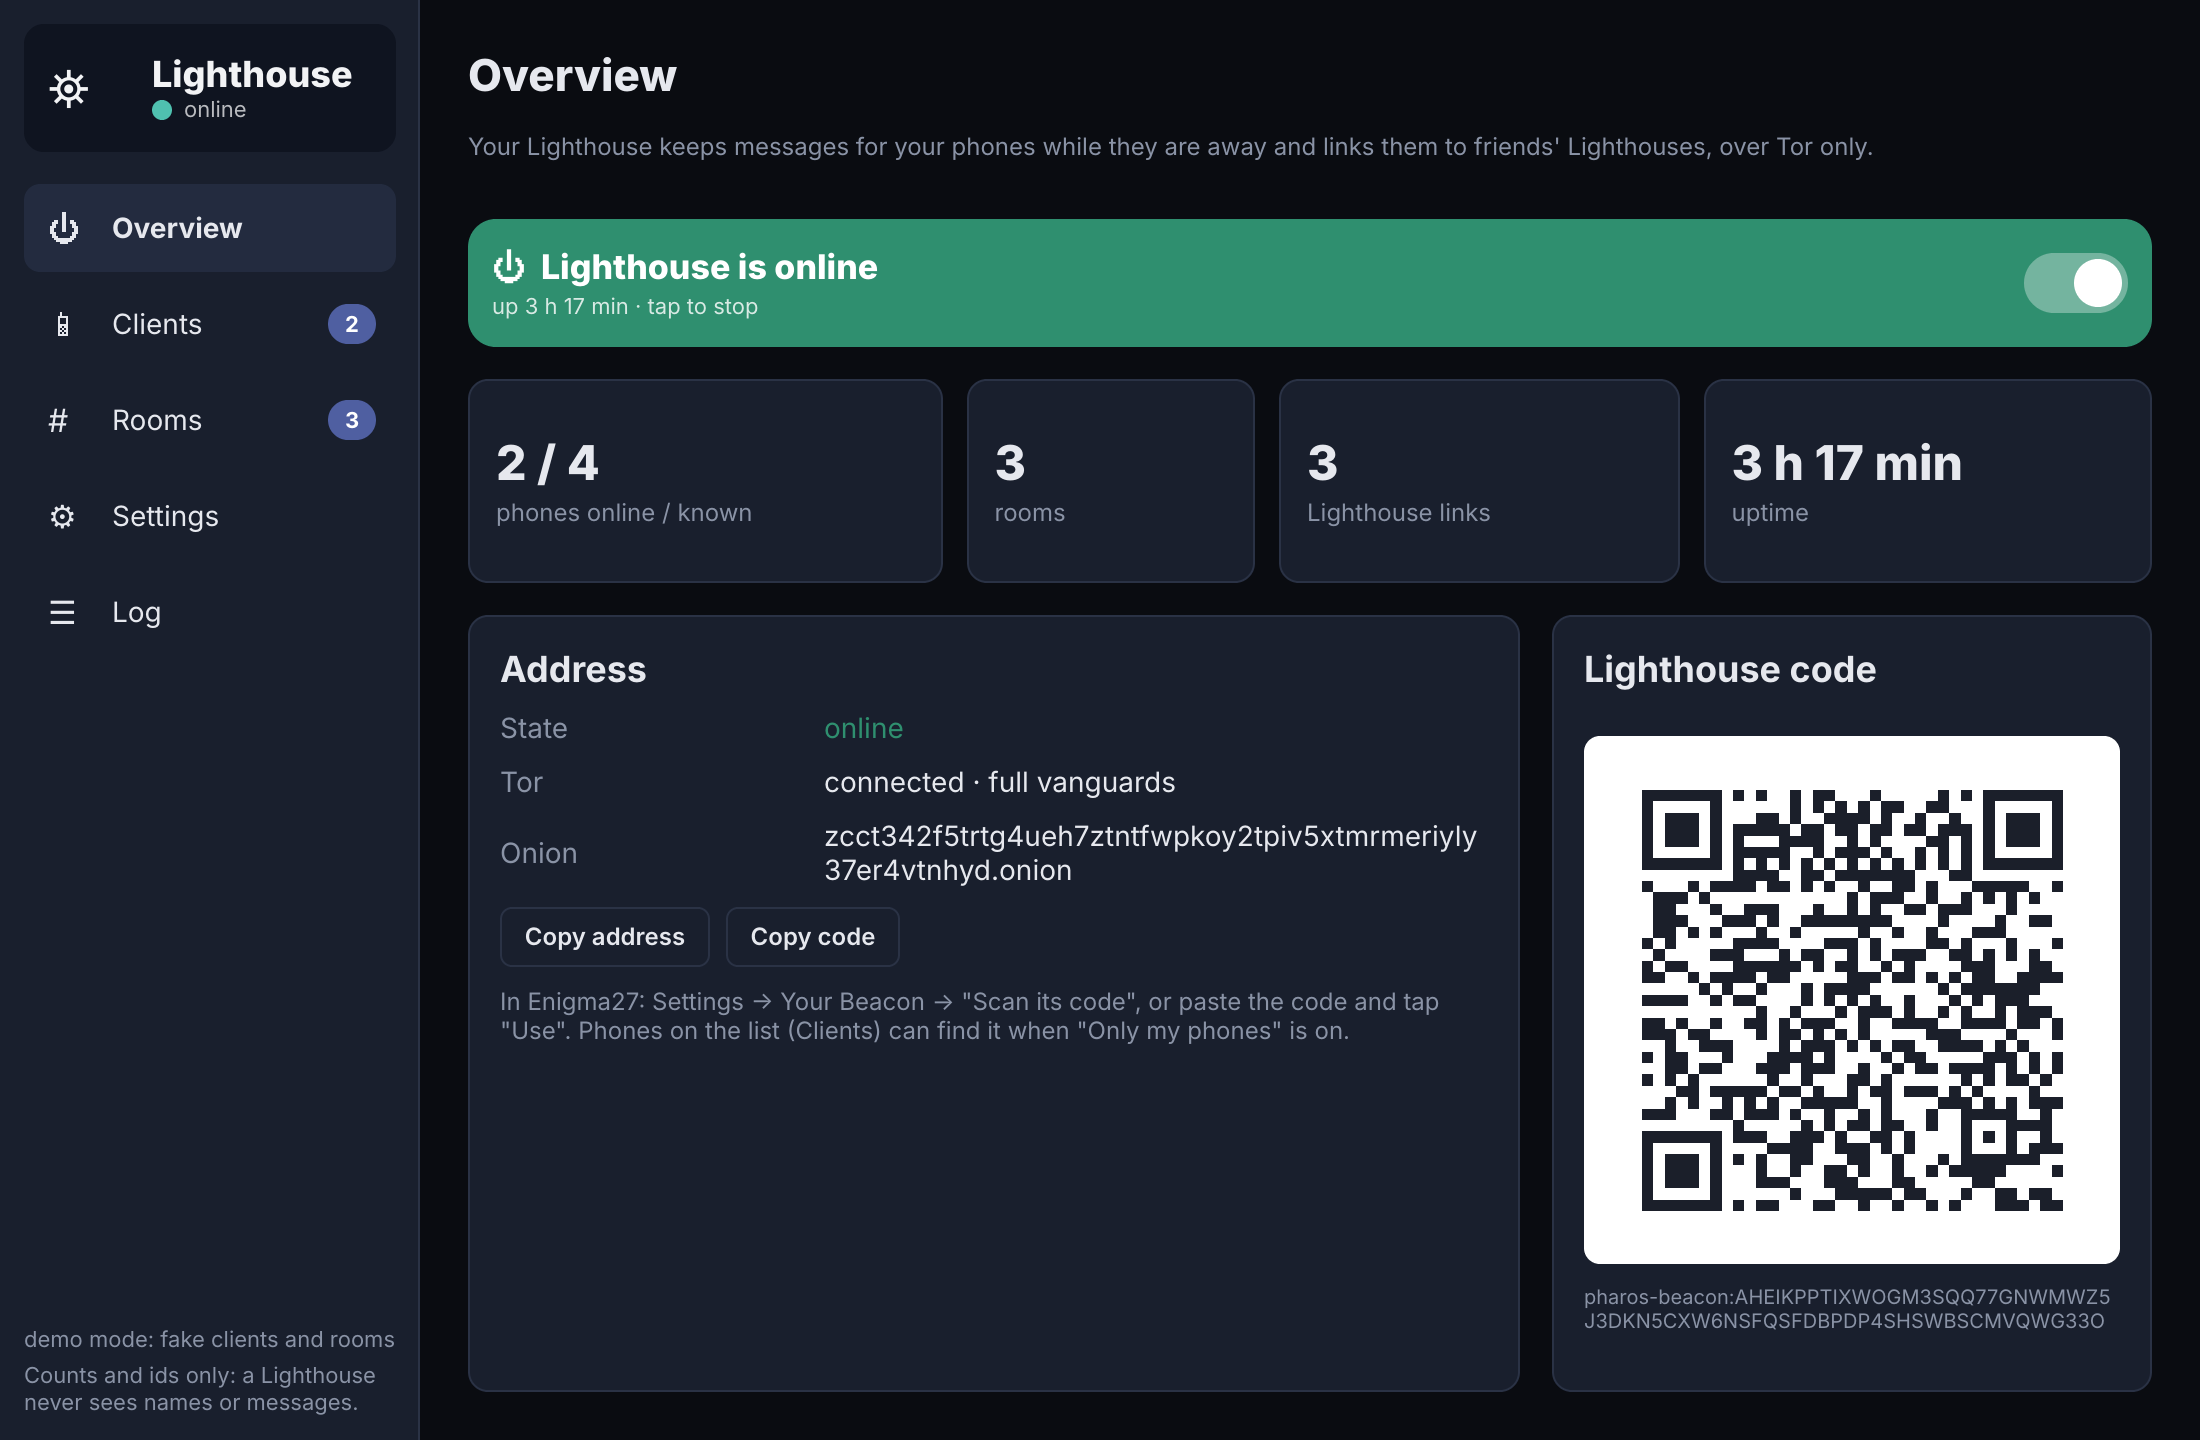 Lighthouse
online
Overview
Clients
2
# Rooms
3
Settings
Log
demo mode: fake clients and rooms
Counts and ids only: a Lighthouse
never sees names or messages.
Overview
Your Lighthouse keeps messages for your phones while they are away and links them to friends' Lighthouses, over Tor only.
Lighthouse is online
up 3 h 17 min · tap to stop
2 / 4
phones online / known
3
rooms
3
Lighthouse links
3 h 17 min
uptime
Address
State online
Tor connected · full vanguards
Onion zcct342f5trtg4ueh7ztntfwpkoy2tpiv5xtmrmeriyly
37er4vtnhyd.onion
Copy address
Copy code
In Enigma27: Settings → Your Beacon → "Scan its code", or paste the code and tap
"Use". Phones on the list (Clients) can find it when "Only my phones" is on.
Lighthouse code
pharos-beacon:AHEIKPPTIXWOGM3SQQ77GNWMWZ5
J3DKN5CXW6NSFQSFDBPDP4SHSWBSCMVQWG33O